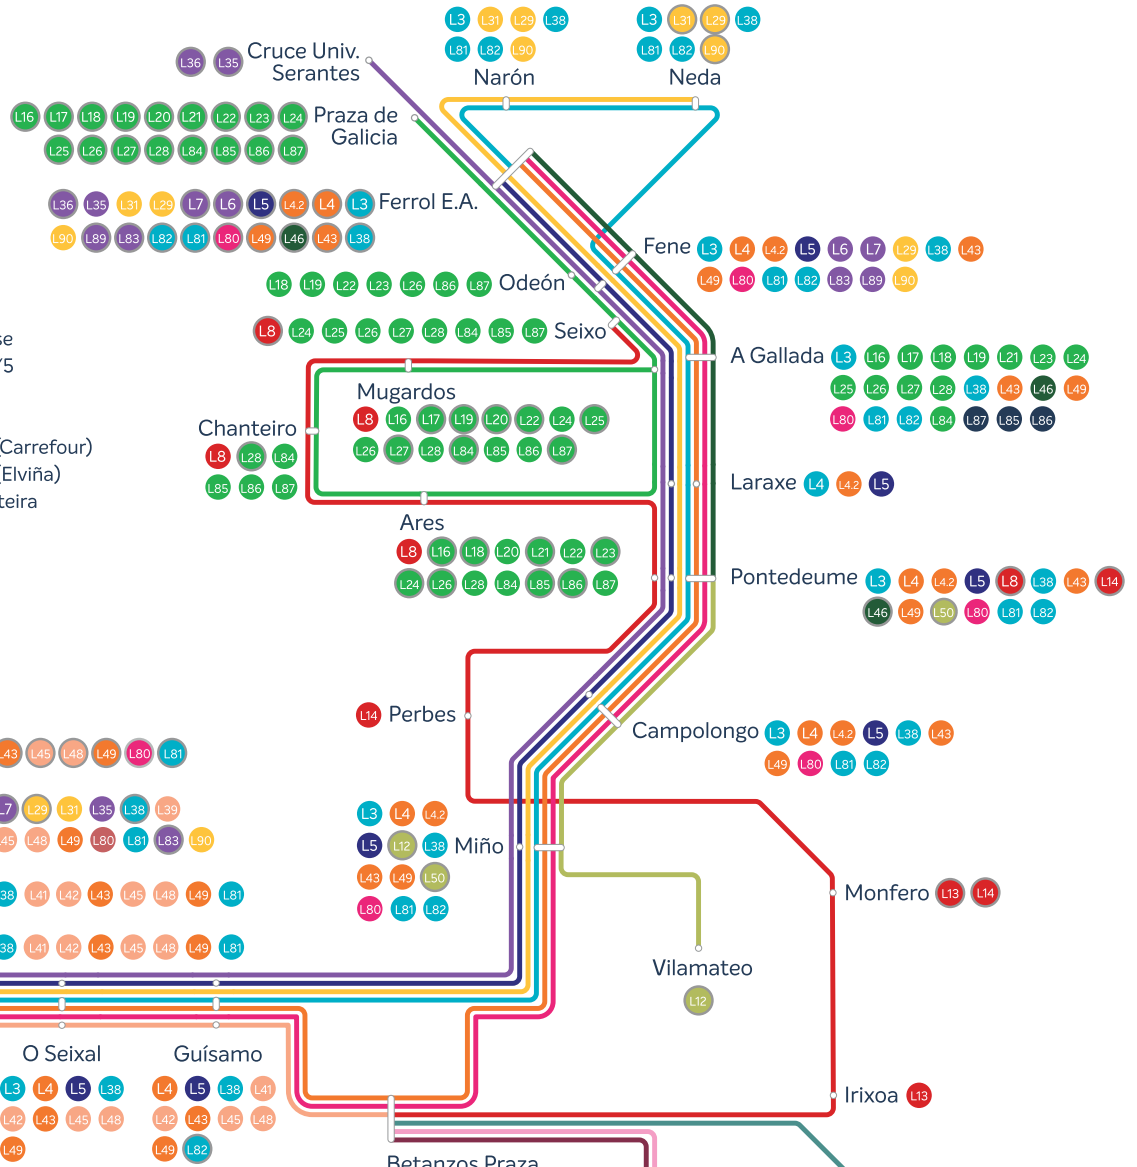 L3 L31 L29 L38
L81 L82 L90
Narón
L3 L31 L29 L38
L81 L82 L90
Neda
L36 L35 Cruce Univ.
Serantes
L16 L17 L18 L19 L20 L21 L22 L23 L24 Praza de
L25 L26 L27 L28 L84 L85 L86 L87 Galicia
L36 L35 L31 L29 L7 L6 L5 L4.2 L4 L3 Ferrol E.A.
L90 L89 L83 L82 L81 L80 L49 L46 L43 L38
Fene L3 L4 L4.2 L5 L6 L7 L29 L38 L43
L49 L80 L81 L82 L83 L89 L90
L18 L19 L22 L23 L26 L86 L87 Odeón
L8 L24 L25 L26 L27 L28 L84 L85 L87 Seixo
se
/5
A Gallada L3 L16 L17 L18 L19 L21 L23 L24
L25 L26 L27 L28 L38 L43 L46 L49
L80 L81 L82 L84 L87 L85 L86
Mugardos
L8 L16 L17 L19 L20 L22 L24 L25
L26 L27 L28 L84 L85 L86 L87
Chanteiro
L8 L28 L84
L85 L86 L87
(Carrefour)
(Elviña)
teira
Laraxe L4 L4.2 L5
Ares
L8 L16 L18 L20 L21 L22 L23
L24 L26 L28 L84 L85 L86 L87
Pontedeume L3 L4 L4.2 L5 L8 L38 L43 L14
L46 L49 L50 L80 L81 L82
L14 Perbes
Campolongo L3 L4 L4.2 L5 L38 L43
L49 L80 L81 L82
L43 L45 L48 L49 L80 L81
L7 L29 L31 L35 L38 L39
L45 L48 L49 L80 L81 L83 L90
L3 L4 L4.2
L5 L12 L38 Miño
L43 L49 L50
L80 L81 L82
38 L41 L42 L43 L45 L48 L49 L81
38 L41 L42 L43 L45 L48 L49 L81
Monfero L13 L14
Vilamateo
L12
O Seixal
L3 L4 L5 L38
L42 L43 L45 L48
L49
Guísamo
L4 L5 L38 L41
L42 L43 L45 L48
L49 L82
Irixoa L13
Betanzos Praza